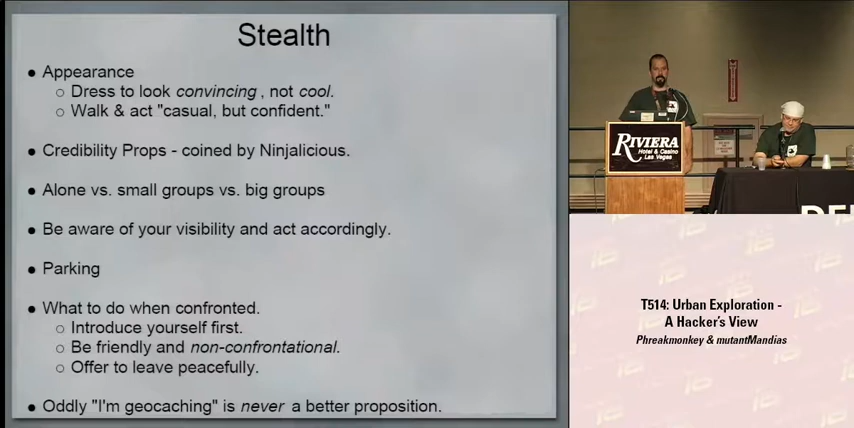 Stealth
● Appearance
○ Dress to look convincing , not cool.
○ Walk & act "casual, but confident."
● Credibility Props - coined by Ninjalicious.
● Alone vs. small groups vs. big groups
● Be aware of your visibility and act accordingly.
● Parking
● What to do when confronted.
○ Introduce yourself first.
○ Be friendly and non-confrontational.
○ Offer to leave peacefully.
● Oddly "I'm geocaching" is never a better proposition.
RIVIERA
Hotel & Casino
Las Vegas
T514: Urban Exploration -
A Hacker's View
Phreakmonkey & mutantMandias